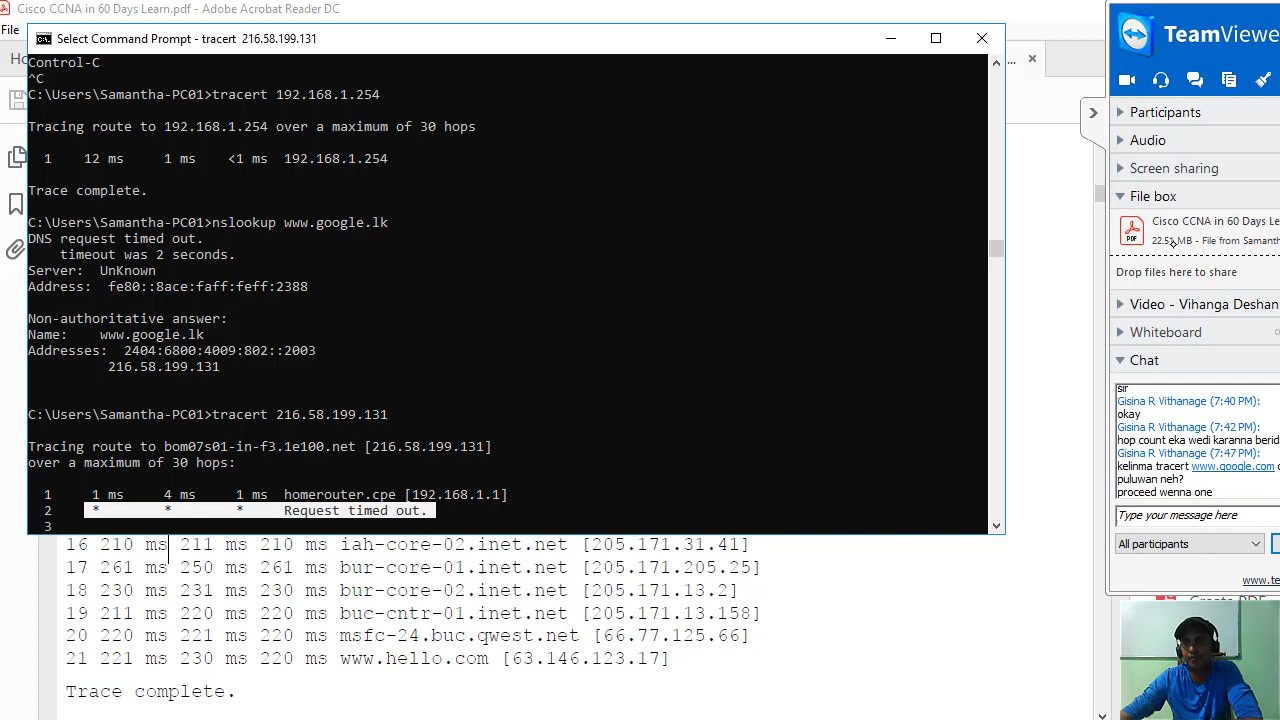 Cisco CCNA in 60 Days Learn.pdf - Adobe Acrobat Reader DC
File
Ho
Select Command Prompt - tracert 216.58.199.131
Control-C
^C
C:\Users\Samantha-PC01>tracert 192.168.1.254
Tracing route to 192.168.1.254 over a maximum of 30 hops
1 12 ms 1 ms <1 ms 192.168.1.254
Trace complete.
C:\Users\Samantha-PC01>nslookup www.google.lk
DNS request timed out.
timeout was 2 seconds.
Server: UnKnown
Address: fe80::8ace:faff:feff:2388
Non-authoritative answer:
Name: www.google.lk
Addresses: 2404:6800:4009:802::2003
216.58.199.131
C:\Users\Samantha-PC01>tracert 216.58.199.131
Tracing route to bom07s01-in-f3.1e100.net [216.58.199.131]
over a maximum of 30 hops:
1 1 ms 4 ms 1 ms homerouter.cpe [192.168.1.1]
2 * * * Request timed out.
3
16 210 ms 211 ms 210 ms iah-core-02.inet.net [205.171.31.41]
17 261 ms 250 ms 261 ms bur-core-01.inet.net [205.171.205.25]
18 230 ms 231 ms 230 ms bur-core-02.inet.net [205.171.13.2]
19 211 ms 220 ms 220 ms buc-cntr-01.inet.net [205.171.13.158]
20 220 ms 221 ms 220 ms msfc-24.buc.qwest.net [66.77.125.66]
21 221 ms 230 ms 220 ms www.hello.com [63.146.123.17]
Trace complete.
...
TeamViewe
Participants
Audio
Screen sharing
File box
PDF
Cisco CCNA in 60 Days Le
22.51 MB - File from Samant
Drop files here to share
Video - Vihanga Deshan
Whiteboard
Chat
sir
Gisina R Vithanage (7:40 PM):
okay
Gisina R Vithanage (7:42 PM):
hop count eka wedi karanna berid
Gisina R Vithanage (7:47 PM):
kelinma tracert www.google.com
puluwan neh?
proceed wenna one
Type your message here
All participants
www.te